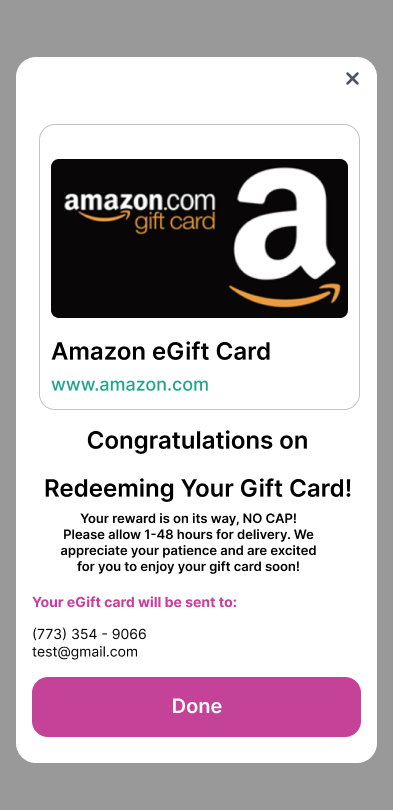 amazon.com
gift card
a
Amazon eGift Card
www.amazon.com
Congratulations on
Redeeming Your Gift Card!
Your reward is on its way, NO CAP!
Please allow 1-48 hours for delivery. We
appreciate your patience and are excited
for you to enjoy your gift card soon!
Your eGift card will be sent to:
(773) 354 - 9066
test@gmail.com
Done